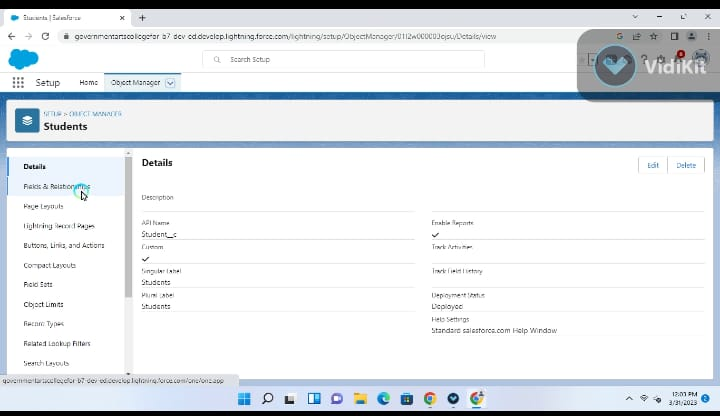 Students | Salesforce
governmentartscollegefor-b7-dev-ed.develop.lightning.force.com/lightning/setup/ObjectManager/01I2w000003ojsu/Details/view
Search Setup
8
VidiKit
Setup
Home
Object Manager
SETUP > OBJECT MANAGER
Students
Details
Fields & Relationships
Page Layouts
Lightning Record Pages
Buttons, Links, and Actions
Compact Layouts
Field Sets
Object Limits
Record Types
Related Lookup Filters
Search Layouts
Details
Edit
Delete
Description
API Name
Student__c
Custom
Singular Label
Students
Plural Label
Students
Enable Reports
Track Activities
Track Field History
Deployment Status
Deployed
Help Settings
Standard salesforce.com Help Window
governmentartscollegefor-b7-dev-ed.develop.lightning.force.com/one/one.app
12:03 PM
3/31/2023
2